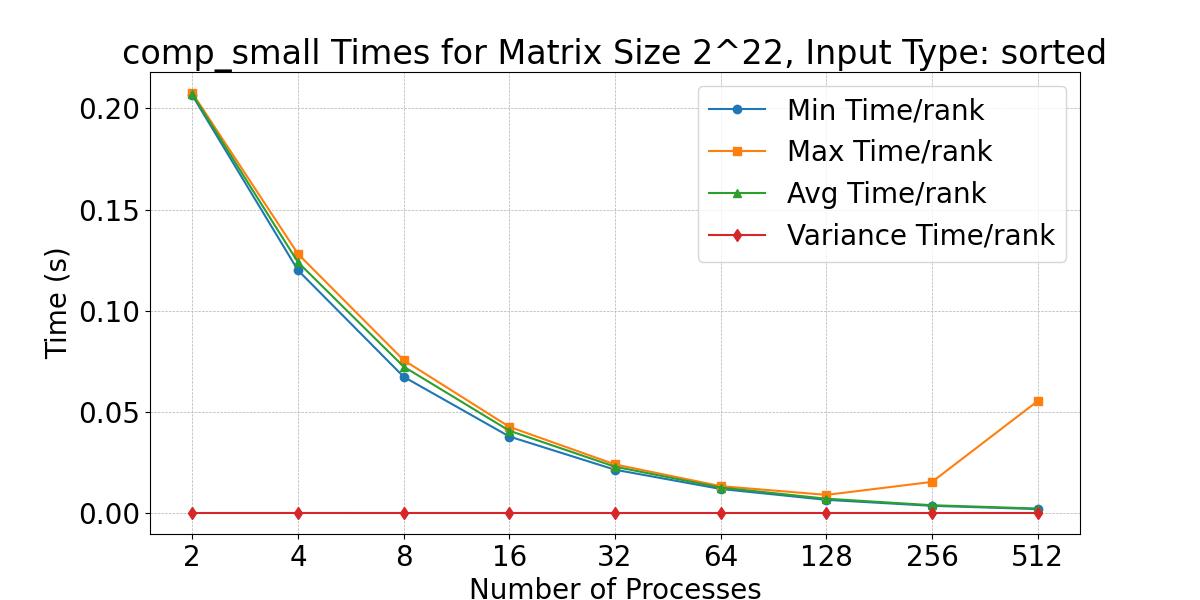 comp_small Times for Matrix Size 2^22, Input Type: sorted
Min Time/rank
Max Time/rank
Avg Time/rank
Variance Time/rank
Time (s)
0.20
0.15
0.10
0.05
0.00
2 4 8 16 32 64 128 256 512
Number of Processes